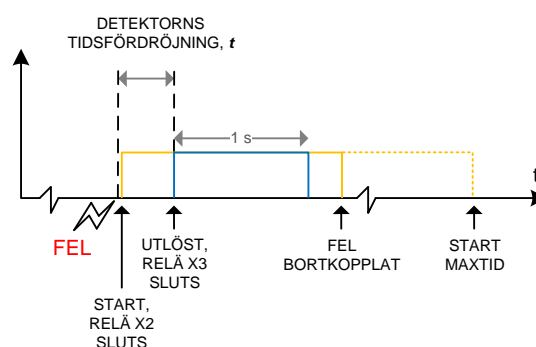 DETEKTORNS
TIDSFÖRDRÖJNING, t
1 s
t
FEL
UTLÖST,
RELÄ X3
SLUTS
FEL
BORTKOPPLAT
START
MAXTID
START,
RELÄ X2
SLUTS